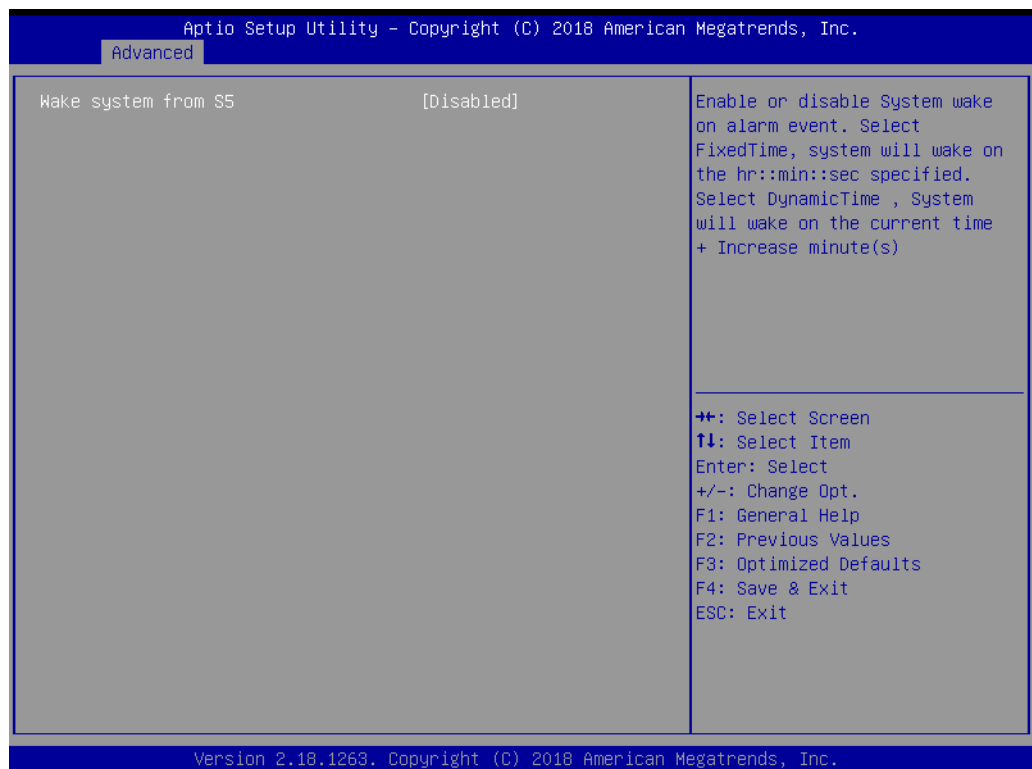 Aptio Setup Utility – Copyright (C) 2018 American Megatrends, Inc.
Advanced
Wake system from S5 [Disabled]
Enable or disable System wake
on alarm event. Select
FixedTime, system will wake on
the hr::min::sec specified.
Select DynamicTime , System
will wake on the current time
+ Increase minute(s)
→←: Select Screen
↑↓: Select Item
Enter: Select
+/-: Change Opt.
F1: General Help
F2: Previous Values
F3: Optimized Defaults
F4: Save & Exit
ESC: Exit
Version 2.18.1263. Copyright (C) 2018 American Megatrends, Inc.